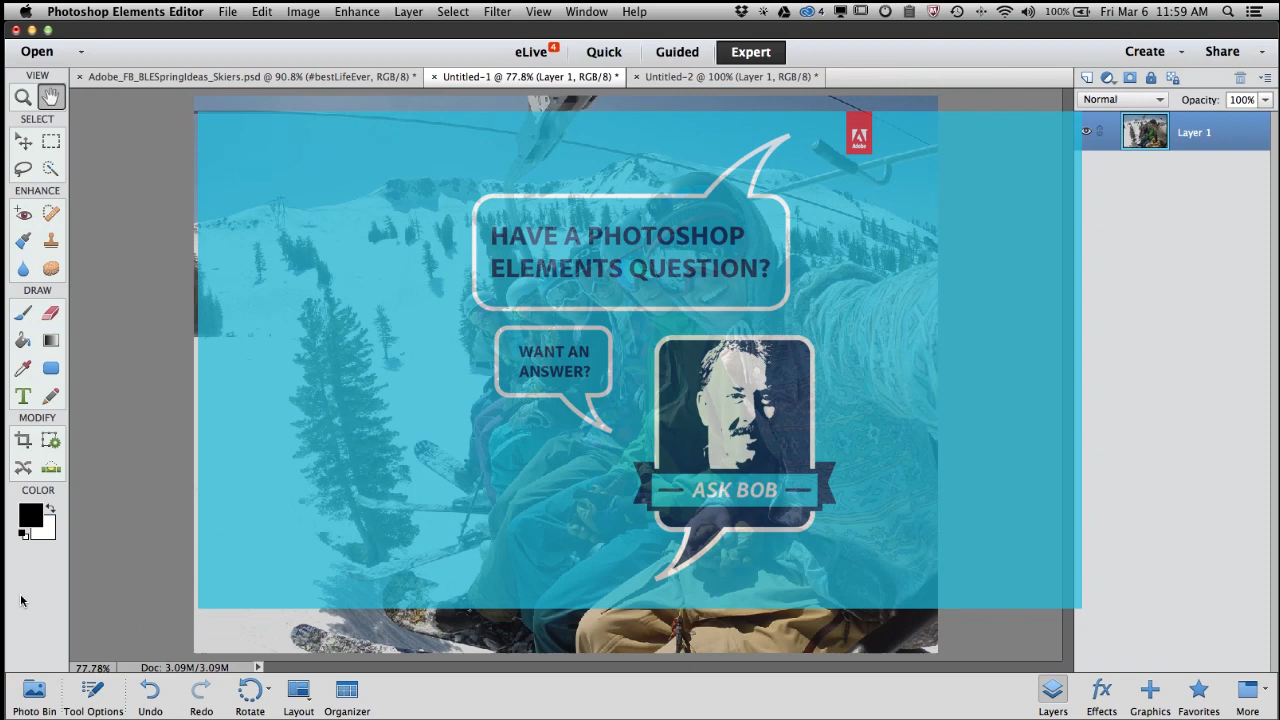 Photoshop Elements Editor File Edit Image Enhance Layer Select Filter View Window Help 4 100% Fri Mar 6 11:59 AM
Open eLive 4 Quick Guided Expert Create Share
× Adobe_FB_BLESpringIdeas_Skiers.psd @ 90.8% (#bestLifeEver, RGB/8) * × Untitled-1 @ 77.8% (Layer 1, RGB/8) * × Untitled-2 @ 100% (Layer 1, RGB/8) *
VIEW
Normal Opacity: 100%
SELECT
Layer 1
Adobe
ENHANCE
HAVE A PHOTOSHOP
ELEMENTS QUESTION?
DRAW
WANT AN
ANSWER?
T
MODIFY
COLOR
ASK BOB
77.78% Doc: 3.09M/3.09M
fx
Photo Bin Tool Options Undo Redo Rotate Layout Organizer Layers Effects Graphics Favorites More